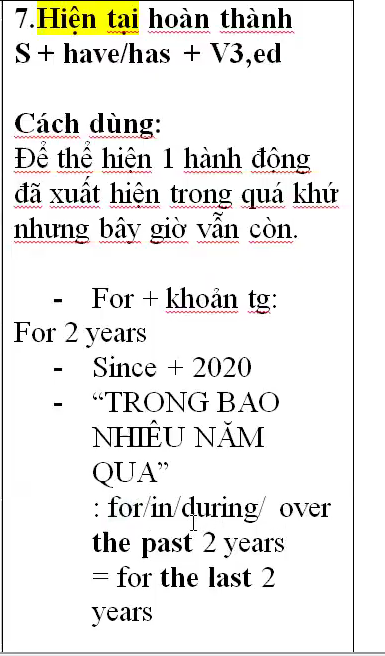 7.Hiện tại hoàn thành
S + have/has + V3,ed
Cách dùng:
Để thể hiện 1 hành động
đã xuất hiện trong quá khứ
nhưng bây giờ vẫn còn.
- For + khoản tg:
For 2 years
- Since + 2020
- “TRONG BAO
NHIÊU NĂM
QUA”
: for/in/during/ over
the past 2 years
= for the last 2
years